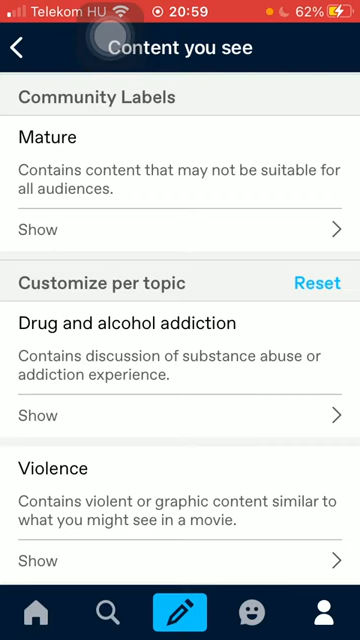 Telekom HU 20:59 62%
Content you see
Community Labels
Mature
Contains content that may not be suitable for
all audiences.
Show
Customize per topic Reset
Drug and alcohol addiction
Contains discussion of substance abuse or
addiction experience.
Show
Violence
Contains violent or graphic content similar to
what you might see in a movie.
Show